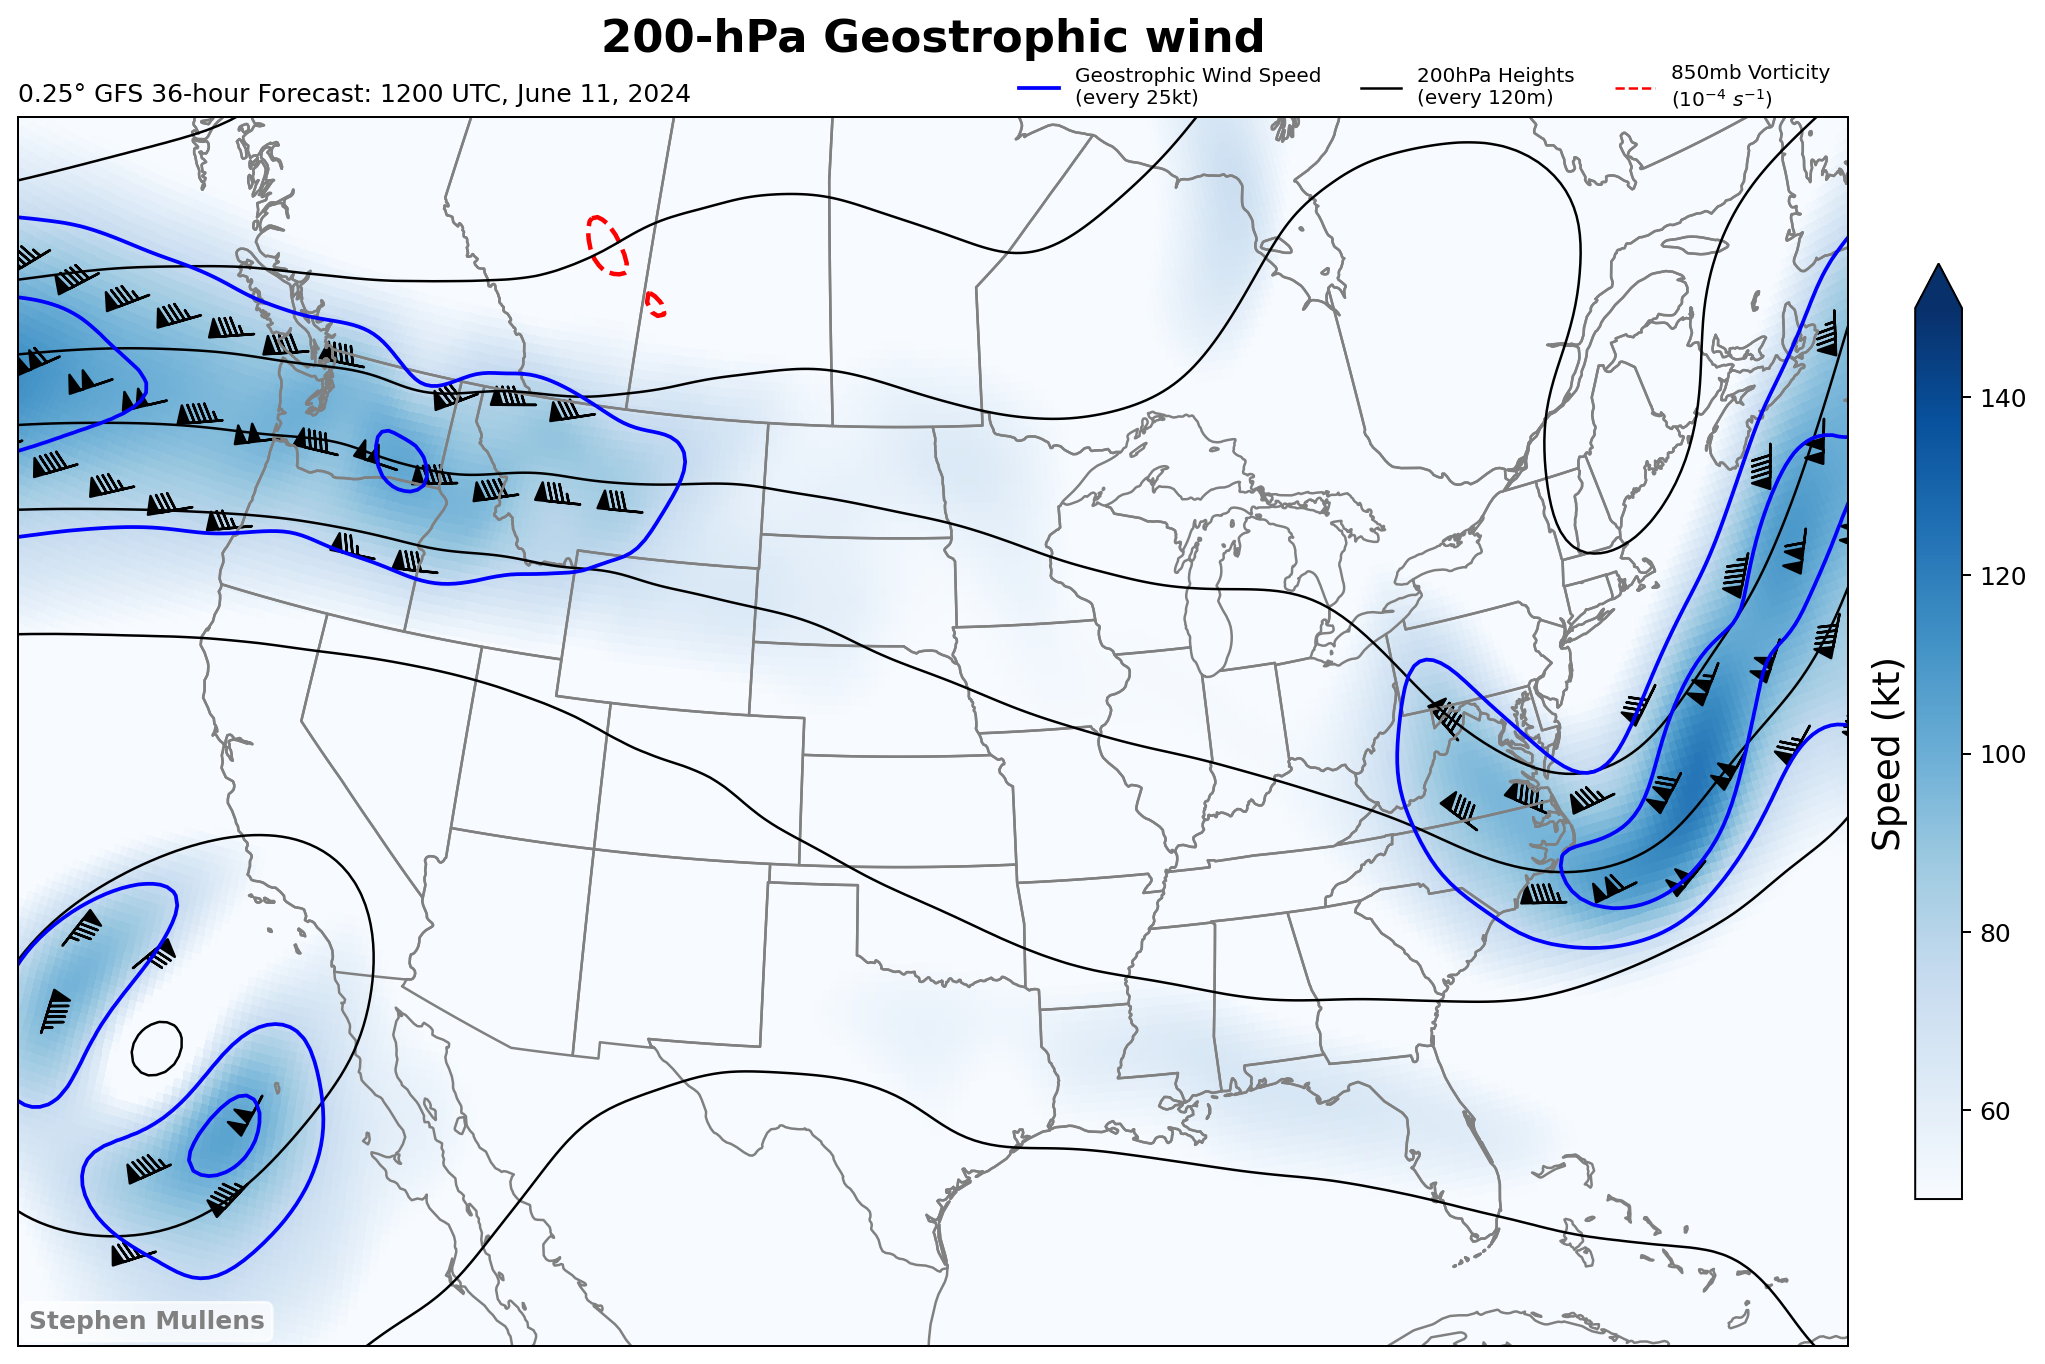 200-hPa Geostrophic wind
0.25° GFS 36-hour Forecast: 1200 UTC, June 11, 2024
Geostrophic Wind Speed
(every 25kt)
200hPa Heights
(every 120m)
850mb Vorticity
(10⁻⁴ s⁻¹)
140
120
100
80
60
Speed (kt)
Stephen Mullens